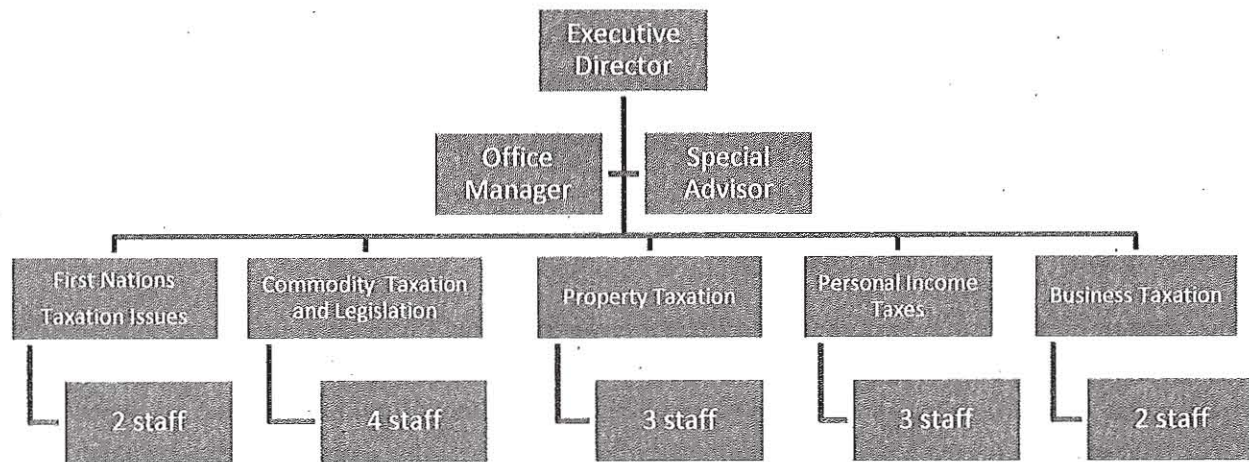 Executive
Director
Office
Manager
Special
Advisor
First Nations
Taxation Issues
Commodity Taxation
and Legislation
Property Taxation
Personal Income
Taxes
Business Taxation
2 staff
4 staff
3 staff
3 staff
2 staff